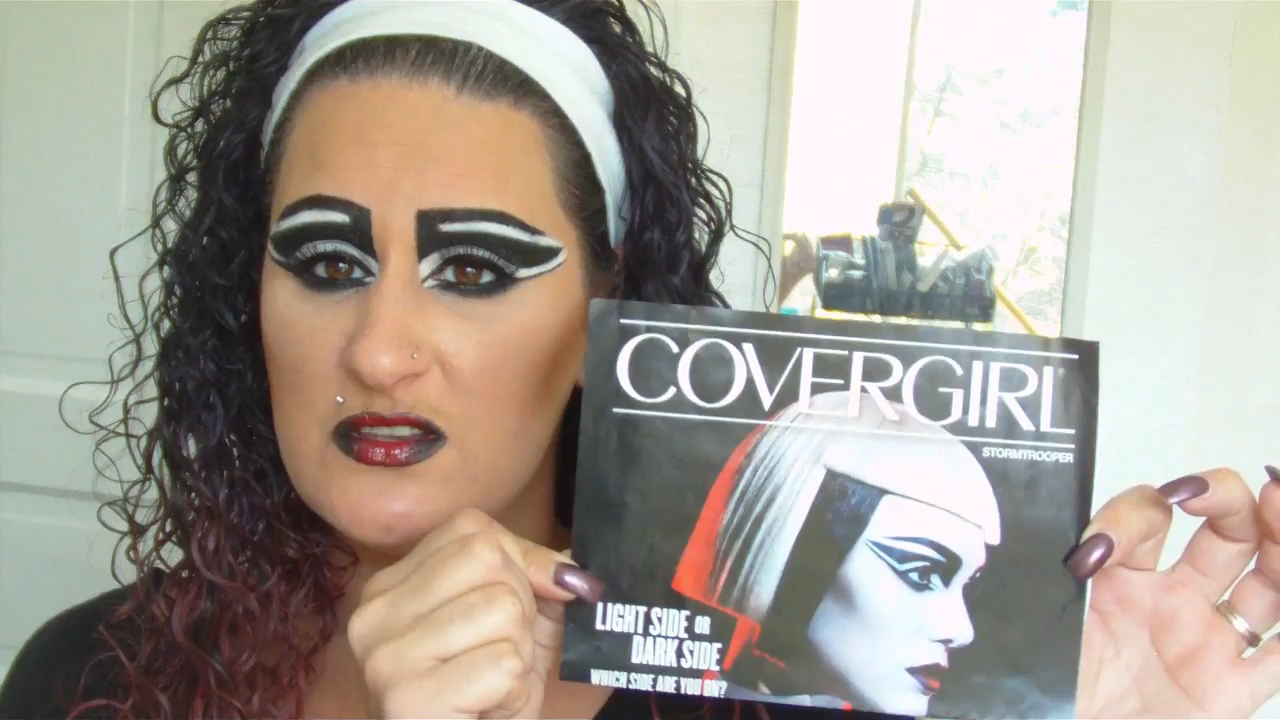 COVERGIRL
STORMTROOPER
LIGHT SIDE OR
DARK SIDE
WHICH SIDE ARE YOU ON?